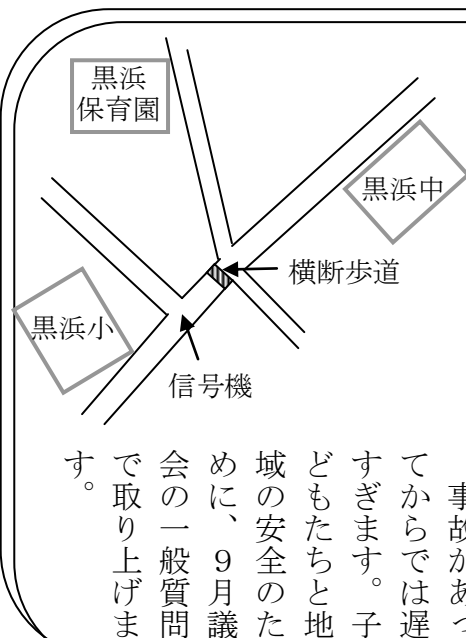 黒浜
保育園
黒浜中
横断歩道
黒浜小
信号機
事故があっ
てからでは遅
すぎます。子
どもたちと地
域の安全のた
めに、9月議
会の一般質問
で取り上げま
す。